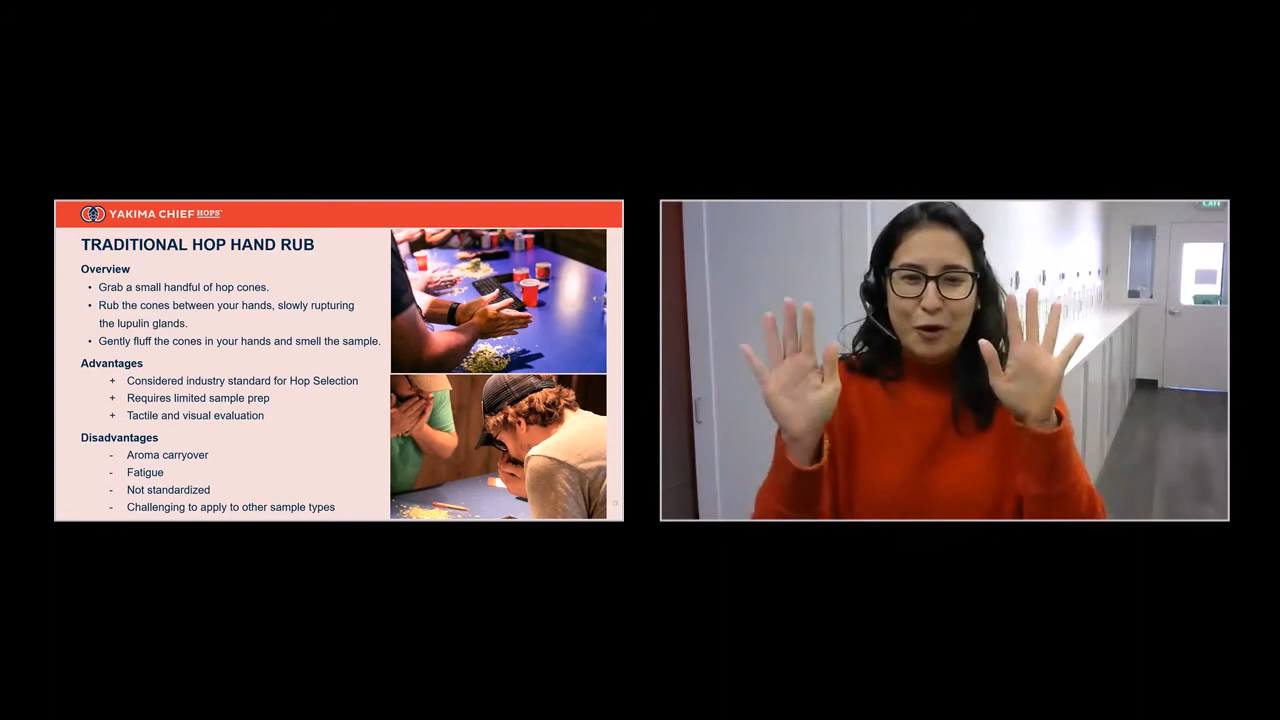 YAKIMA CHIEF HOPS
TRADITIONAL HOP HAND RUB
Overview
• Grab a small handful of hop cones.
• Rub the cones between your hands, slowly rupturing
the lupulin glands.
• Gently fluff the cones in your hands and smell the sample.
Advantages
+ Considered industry standard for Hop Selection
+ Requires limited sample prep
+ Tactile and visual evaluation
Disadvantages
- Aroma carryover
- Fatigue
- Not standardized
- Challenging to apply to other sample types
EXIT